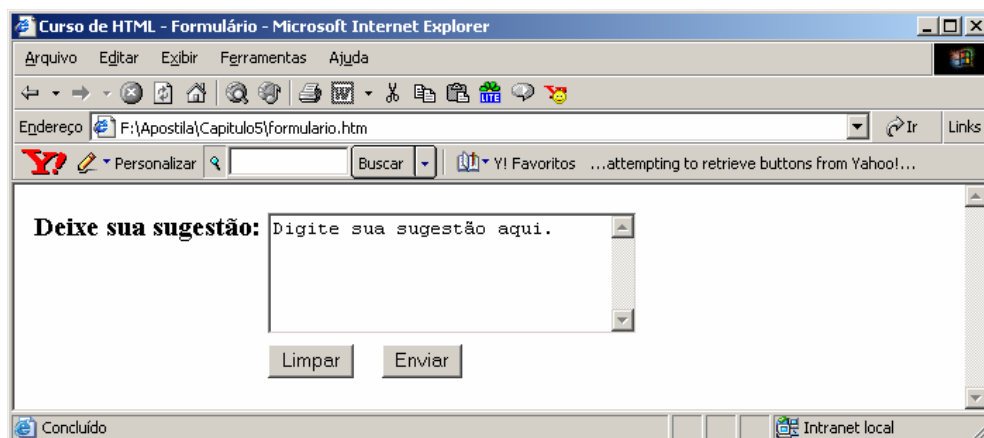 Curso de HTML - Formulário - Microsoft Internet Explorer
Arquivo Editar Exibir Ferramentas Ajuda
Endereço F:\Apostila\Capitulo5\formulario.htm Ir Links
Y! Personalizar Buscar Y! Favoritos ...attempting to retrieve buttons from Yahoo!...
Deixe sua sugestão: Digite sua sugestão aqui.
Limpar Enviar
Concluído Intranet local